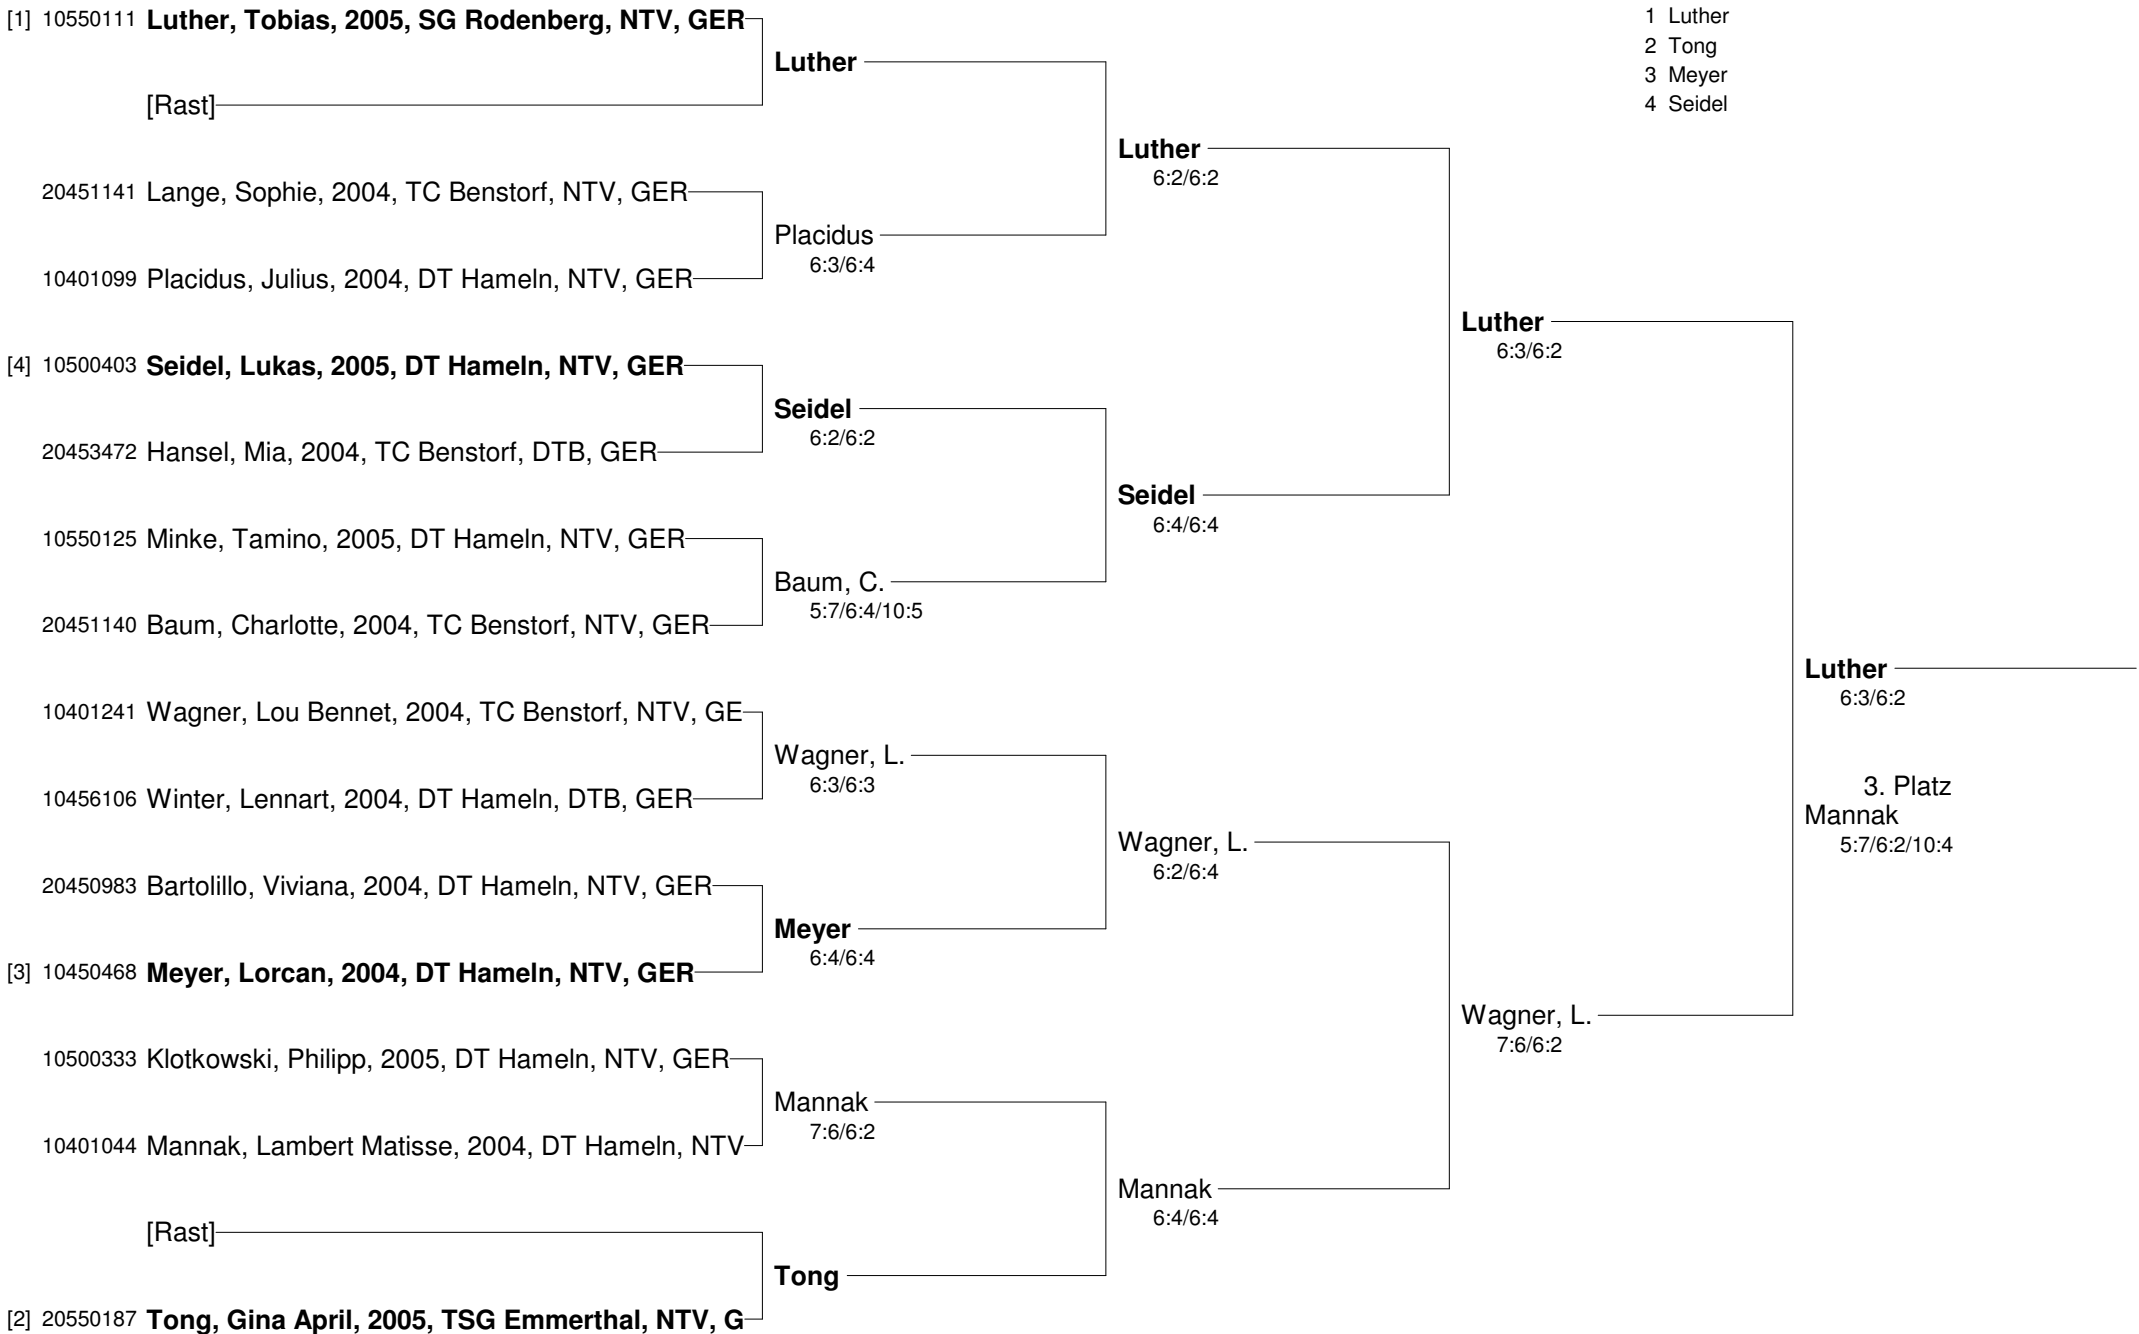 [1] 10550111 Luther, Tobias, 2005, SG Rodenberg, NTV, GER
[Rast]
20451141 Lange, Sophie, 2004, TC Benstorf, NTV, GER
10401099 Placidus, Julius, 2004, DT Hameln, NTV, GER
[4] 10500403 Seidel, Lukas, 2005, DT Hameln, NTV, GER
20453472 Hansel, Mia, 2004, TC Benstorf, DTB, GER
10550125 Minke, Tamino, 2005, DT Hameln, NTV, GER
20451140 Baum, Charlotte, 2004, TC Benstorf, NTV, GER
10401241 Wagner, Lou Bennet, 2004, TC Benstorf, NTV, GE
10456106 Winter, Lennart, 2004, DT Hameln, DTB, GER
20450983 Bartolillo, Viviana, 2004, DT Hameln, NTV, GER
[3] 10450468 Meyer, Lorcan, 2004, DT Hameln, NTV, GER
10500333 Klotkowski, Philipp, 2005, DT Hameln, NTV, GER
10401044 Mannak, Lambert Matisse, 2004, DT Hameln, NTV
[Rast]
[2] 20550187 Tong, Gina April, 2005, TSG Emmerthal, NTV, G
Luther
Placidus
6:3/6:4
Seidel
6:2/6:2
Baum, C.
5:7/6:4/10:5
Wagner, L.
6:3/6:3
Meyer
6:4/6:4
Mannak
7:6/6:2
Tong
Luther
6:2/6:2
Seidel
6:4/6:4
Wagner, L.
6:2/6:4
Mannak
6:4/6:4
Luther
6:3/6:2
Wagner, L.
7:6/6:2
Luther
6:3/6:2
3. Platz
Mannak
5:7/6:2/10:4
1 Luther
2 Tong
3 Meyer
4 Seidel